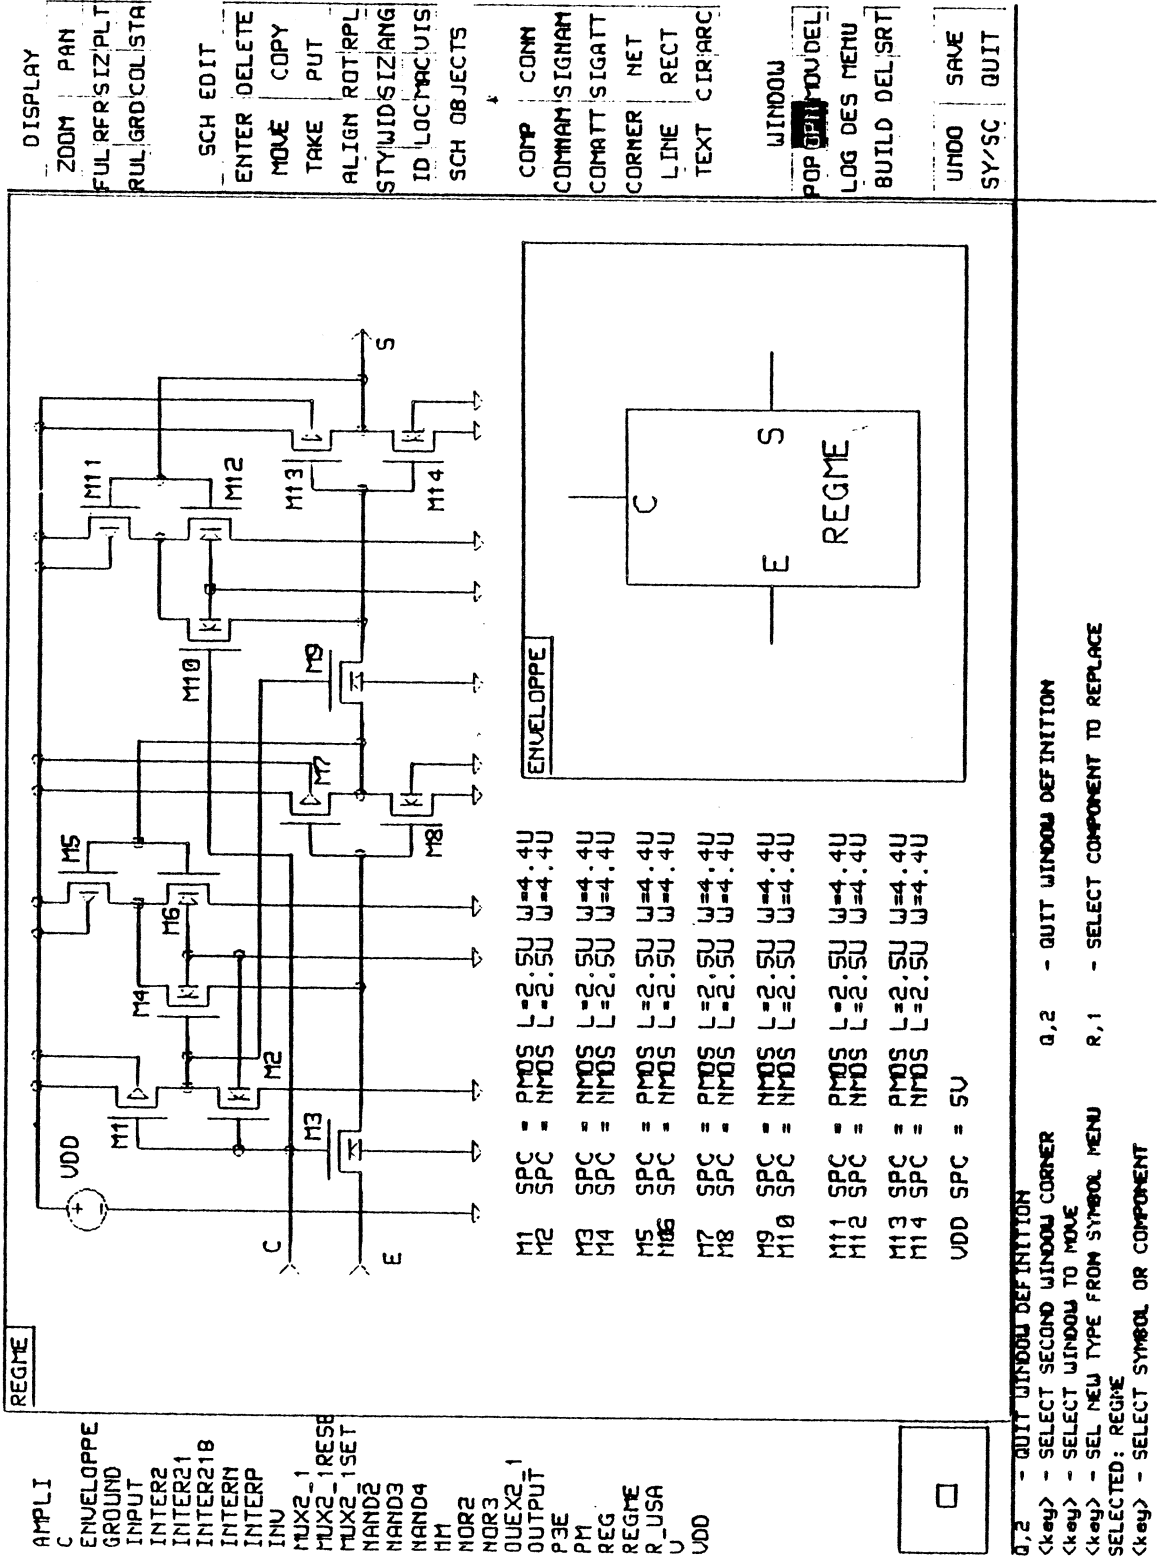 AMPLI
C
ENVELOPPE
GROUND
INPUT
INTER2
INTER21
INTER21B
INTERN
INTERP
INV
MUX2_1
MUX2_1RESE
MUX2_1SET
NAND2
NAND3
NAND4
NM
NOR2
NOR3
OUEX2_1
OUTPUT
P3E
PM
REG
REGME
R_USA
V
VDD
REGME
VDD
M1
M2
M3
M4
M5
M6
M7
M8
M9
M10
M11
M12
M13
M14
C
E
S
M1 SPC = PMOS L=2.5U W=4.4U
M2 SPC = NMOS L=2.5U W=4.4U
M3 SPC = NMOS L=2.5U W=4.4U
M4 SPC = NMOS L=2.5U W=4.4U
M5 SPC = PMOS L=2.5U W=4.4U
M6 SPC = NMOS L=2.5U W=4.4U
M7 SPC = PMOS L=2.5U W=4.4U
M8 SPC = NMOS L=2.5U W=4.4U
M9 SPC = NMOS L=2.5U W=4.4U
M10 SPC = NMOS L=2.5U W=4.4U
M11 SPC = PMOS L=2.5U W=4.4U
M12 SPC = NMOS L=2.5U W=4.4U
M13 SPC = PMOS L=2.5U W=4.4U
M14 SPC = NMOS L=2.5U W=4.4U
VDD SPC = 5V
ENVELOPPE
C
E
S
REGME
DISPLAY
ZOOM PAN
FUL RFR SIZ PLT
RUL GRD COL STA
SCH EDIT
ENTER DELETE
MOVE COPY
TAKE PUT
ALIGN ROT RPL
STY WID SIZ ANG
ID LOC MAC VIS
SCH OBJECTS
COMP CONN
COMNAM SIGNAM
COMATT SIGATT
CORNER NET
LINE RECT
TEXT CIR ARC
WINDOW
POP OPN MOV DEL
LOG DES MENU
BUILD DEL SRT
UNDO SAVE
SY/SC QUIT
Q,2 - QUIT WINDOW DEFINITION
<key> - SELECT SECOND WINDOW CORNER Q,2 - QUIT WINDOW DEFINITION
<key> - SELECT WINDOW TO MOVE
<key> - SEL NEW TYPE FROM SYMBOL MENU R,1 - SELECT COMPONENT TO REPLACE
SELECTED: REGME
<key> - SELECT SYMBOL OR COMPONENT